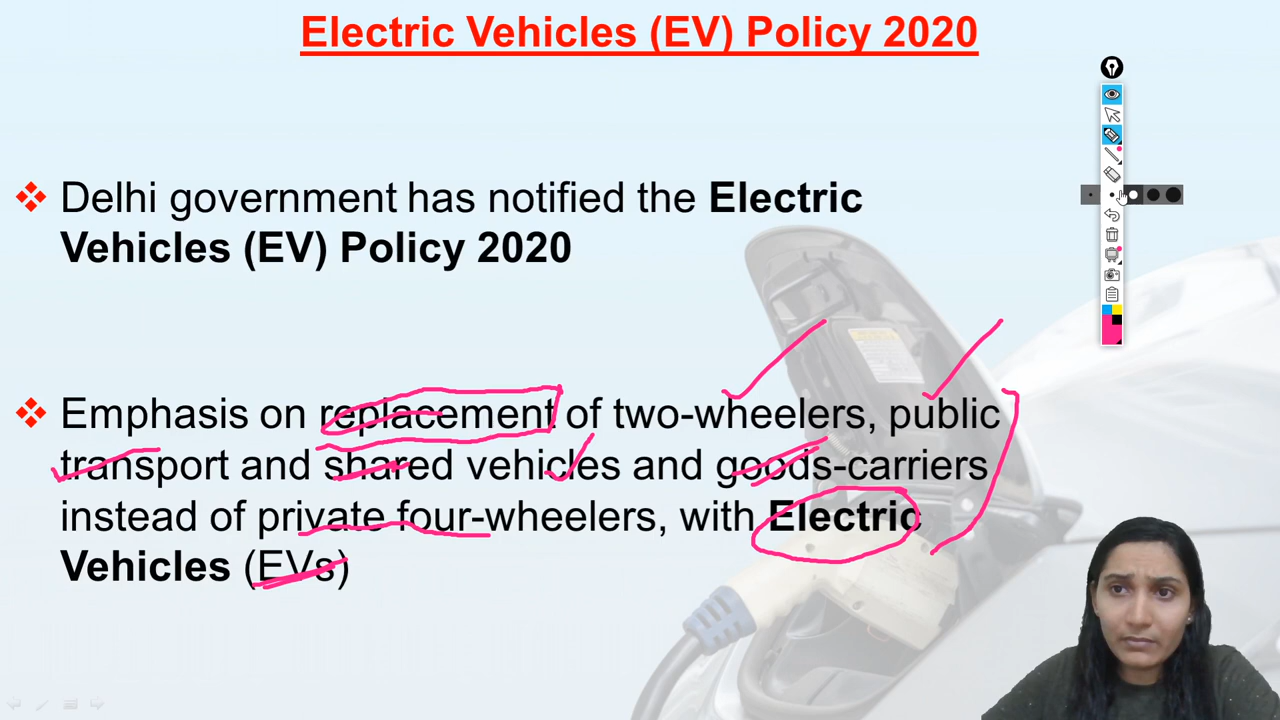 Electric Vehicles (EV) Policy 2020
❖ Delhi government has notified the Electric
Vehicles (EV) Policy 2020
❖ Emphasis on replacement of two-wheelers, public
transport and shared vehicles and goods-carriers
instead of private four-wheelers, with Electric
Vehicles (EVs)